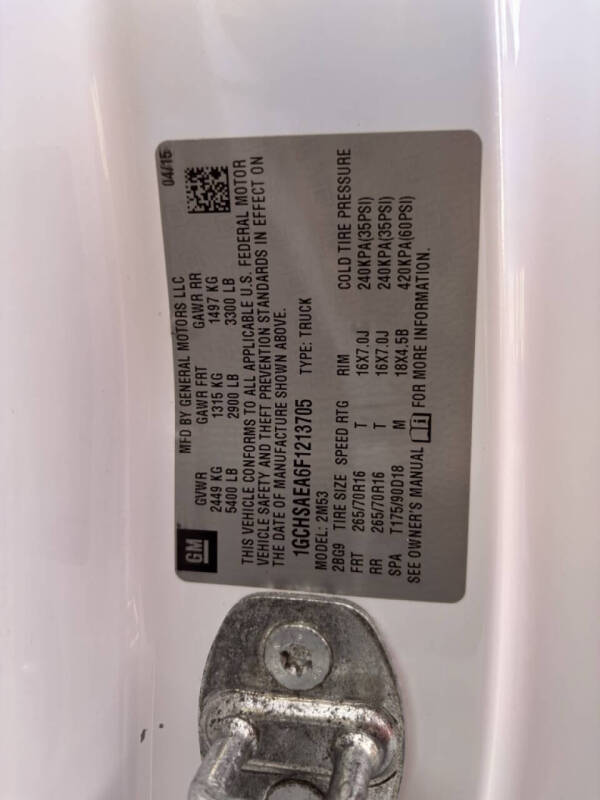 GM
MFD BY GENERAL MOTORS LLC 04/15
GVWR GAWR FRT GAWR RR
2449 KG 1315 KG 1497 KG
5400 LB 2900 LB 3300 LB
THIS VEHICLE CONFORMS TO ALL APPLICABLE U.S. FEDERAL MOTOR
VEHICLE SAFETY AND THEFT PREVENTION STANDARDS IN EFFECT ON
THE DATE OF MANUFACTURE SHOWN ABOVE.
1GCHSAEA6F1213705 TYPE: TRUCK
MODEL: 2M53
2BG9 TIRE SIZE SPEED RTG RIM COLD TIRE PRESSURE
FRT 265/70R16 T 16X7.0J 240KPA(35PSI)
RR 265/70R16 T 16X7.0J 240KPA(35PSI)
SPA T175/90D18 M 18X4.5B 420KPA(60PSI)
SEE OWNER'S MANUAL FOR MORE INFORMATION.